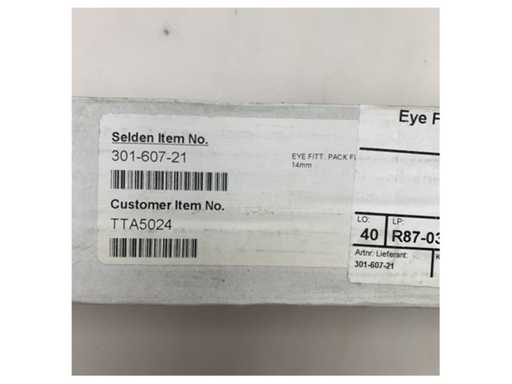 Selden Item No.
301-607-21
EYE FITT. PACK FL
14mm
Customer Item No.
TTA5024
Eye F
LO: LP:
40 R87-03
Artnr. Lieferant:
301-607-21